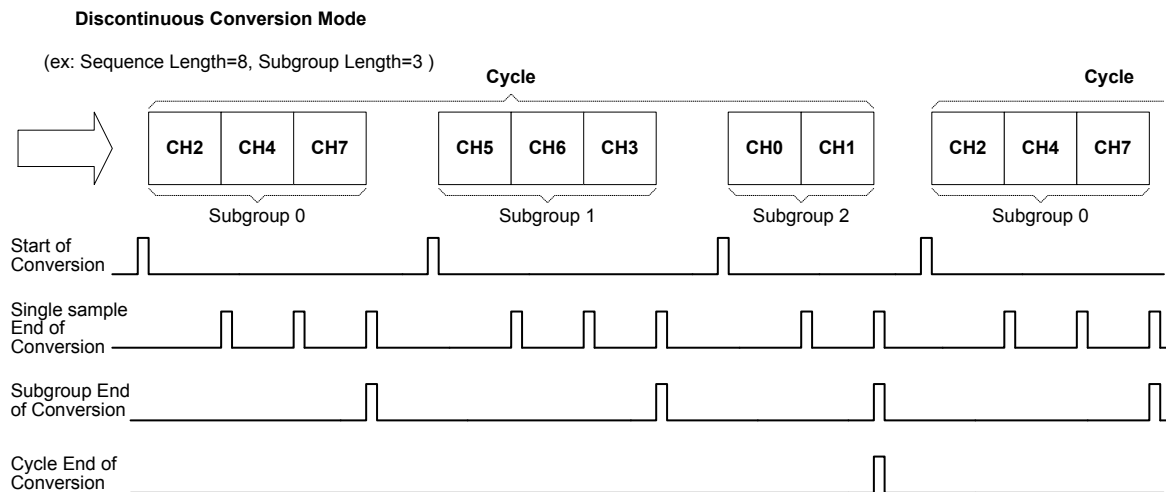 Discontinuous Conversion Mode
(ex: Sequence Length=8, Subgroup Length=3 )
Cycle
Cycle
CH2 CH4 CH7 CH5 CH6 CH3 CH0 CH1 CH2 CH4 CH7
Subgroup 0 Subgroup 1 Subgroup 2 Subgroup 0
Start of
Conversion
Single sample
End of
Conversion
Subgroup End
of Conversion
Cycle End of
Conversion